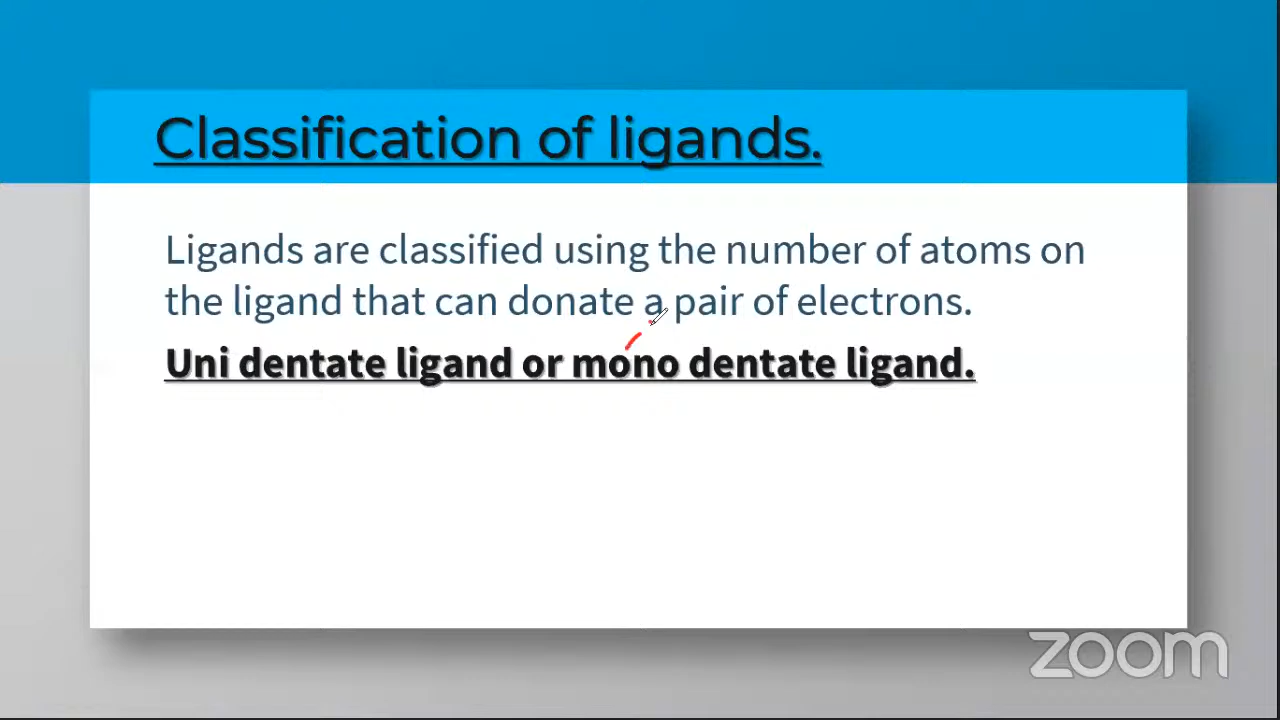 Classification of ligands.
Ligands are classified using the number of atoms on
the ligand that can donate a pair of electrons.
Uni dentate ligand or mono dentate ligand.
zoom